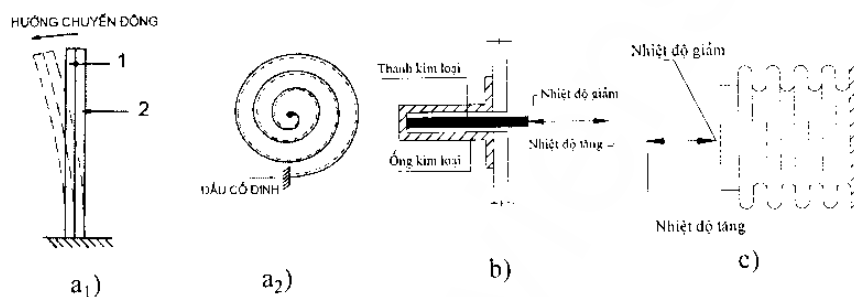 HƯỚNG CHUYỂN ĐỘNG
1
2
ĐẦU CỐ ĐỊNH
Thanh kim loại
Nhiệt độ giảm
Nhiệt độ tăng
Ống kim loại
Nhiệt độ giảm
Nhiệt độ tăng
a1)
a2)
b)
c)